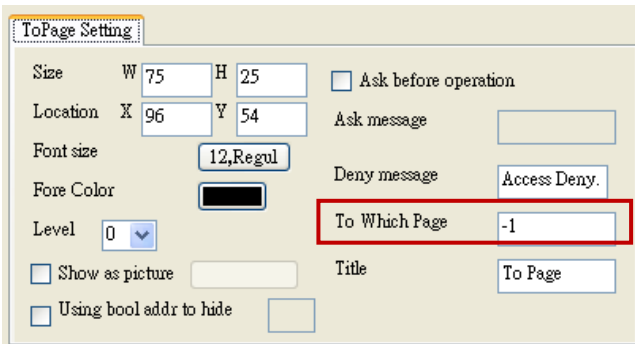 ToPage Setting
Size W 75 H 25
Location X 96 Y 54
Font size 12,Regul
Fore Color
Level 0
Show as picture
Using bool addr to hide
Ask before operation
Ask message
Deny message Access Deny.
To Which Page -1
Title To Page